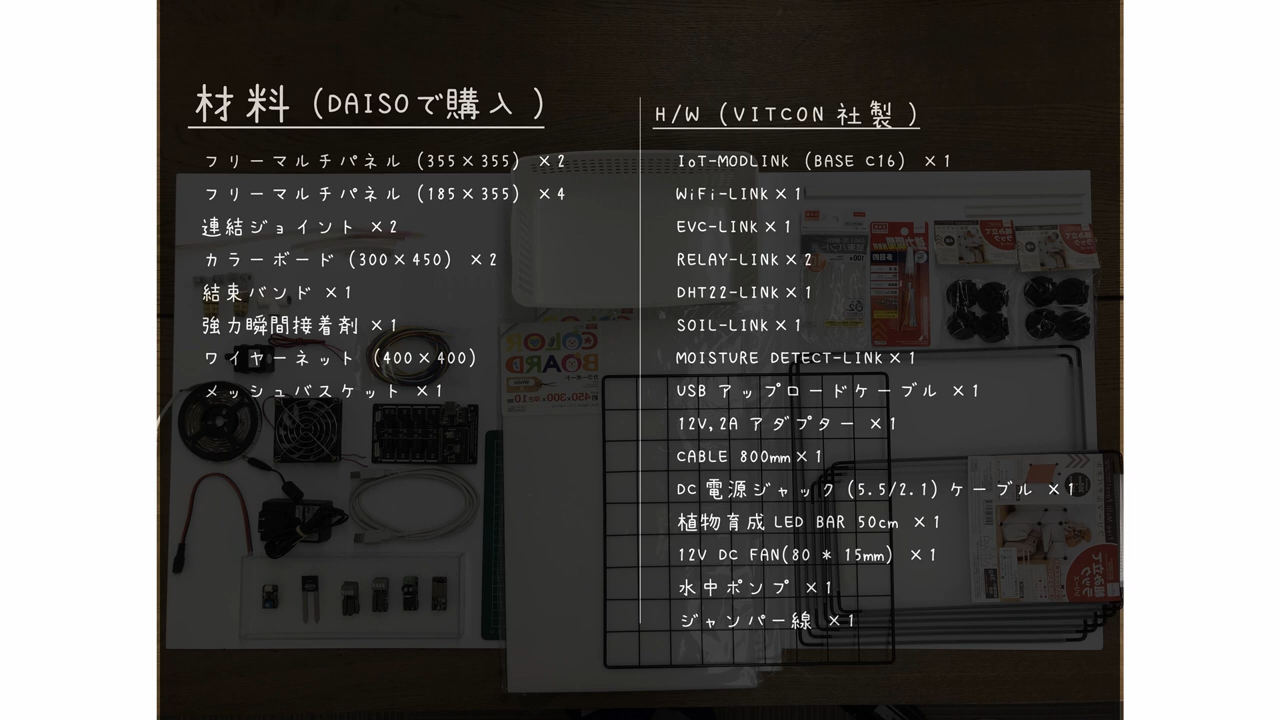 材料 (DAISOで購入)
フリーマルチパネル (355×355) ×2
フリーマルチパネル (185×355) ×4
連結ジョイント ×2
カラーボード (300×450) ×2
結束バンド ×1
強力瞬間接着剤 ×1
ワイヤーネット (400×400)
メッシュバスケット ×1
H/W (VITCON 社製)
IoT-MODLINK (BASE C16) ×1
WiFi-LINK×1
EVC-LINK×1
RELAY-LINK×2
DHT22-LINK×1
SOIL-LINK×1
MOISTURE DETECT-LINK×1
USB アップロードケーブル ×1
12V,2A アダプター ×1
CABLE 800mm×1
DC 電源ジャック (5.5/2.1) ケーブル ×1
植物育成 LED BAR 50cm ×1
12V DC FAN(80 * 15mm) ×1
水中ポンプ ×1
ジャンパー線 ×1
COLOR
BOARD